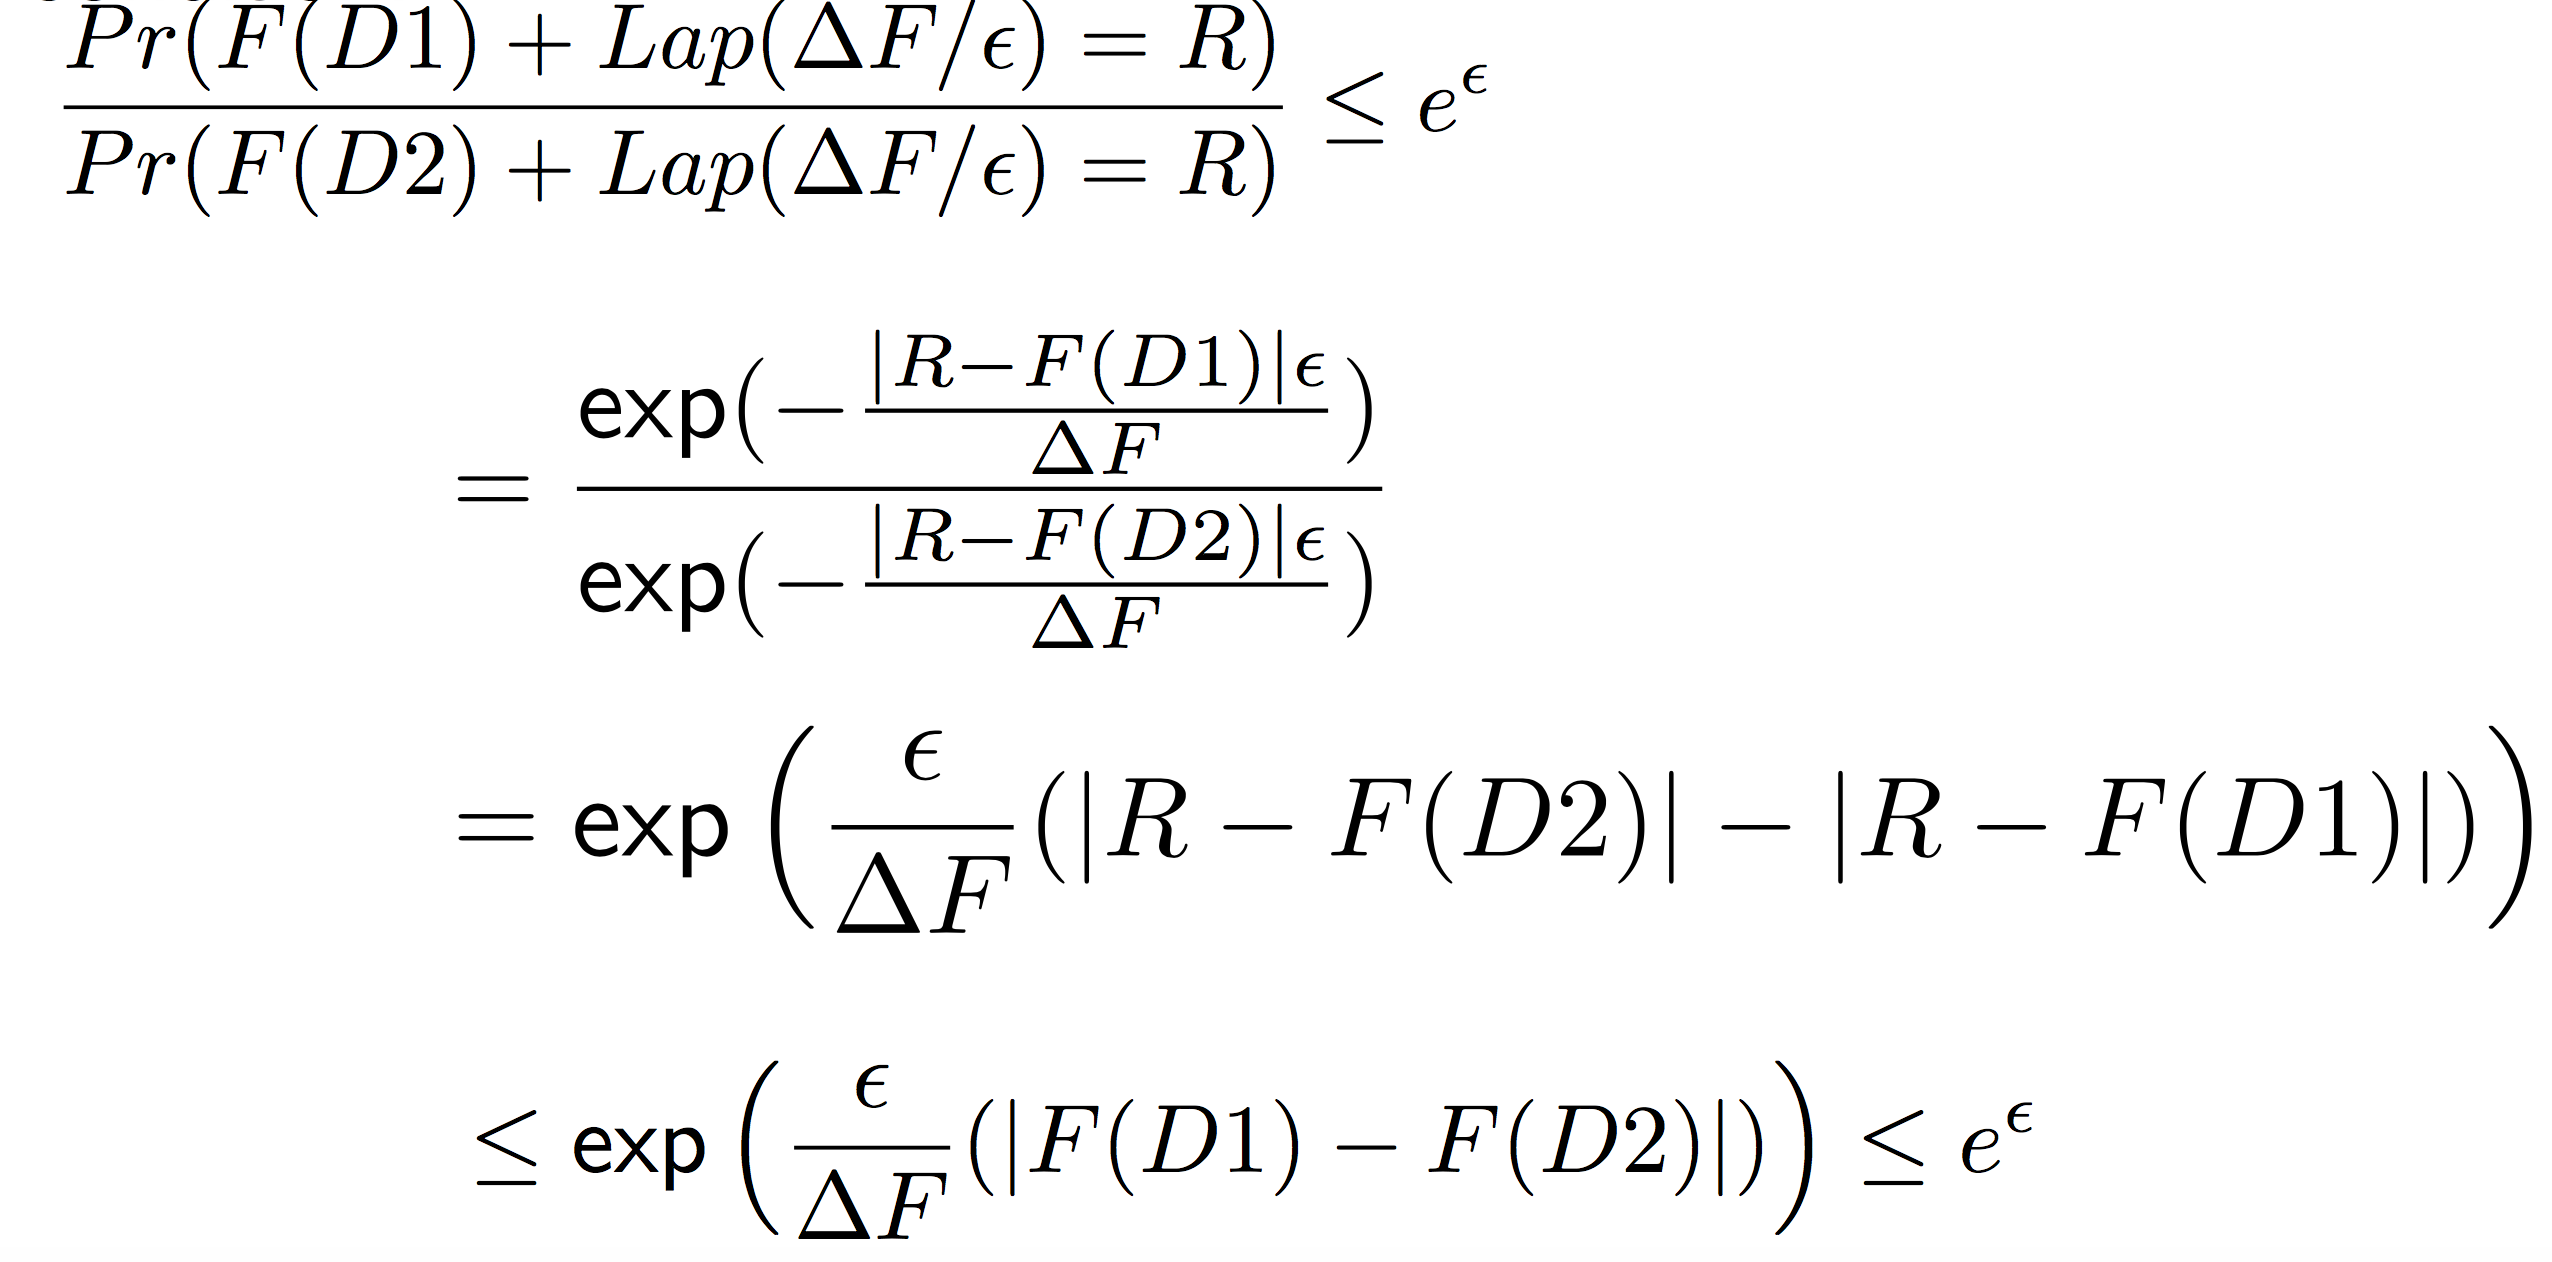 Pr(F(D1) + Lap(ΔF/ϵ) = R)
Pr(F(D2) + Lap(ΔF/ϵ) = R)
≤ e^ϵ
= exp(−|R−F(D1)|ϵ / ΔF)
exp(−|R−F(D2)|ϵ / ΔF)
= exp(ϵ/ΔF (|R − F(D2)| − |R − F(D1)|))
≤ exp(ϵ/ΔF (|F(D1) − F(D2)|)) ≤ e^ϵ